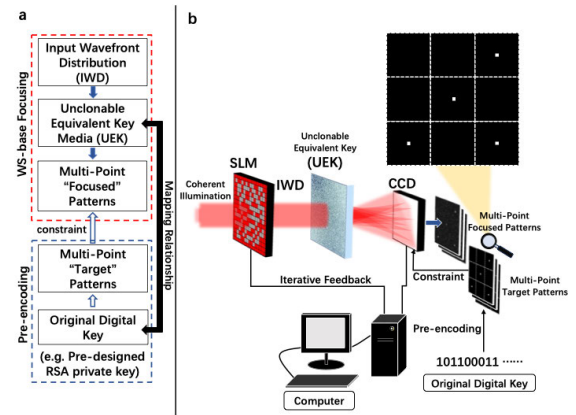 a
Input Wavefront
Distribution
(IWD)
Unclonable
Equivalent Key
Media (UEK)
Multi-Point
“Focused”
Patterns
WS-base Focusing
constraint
Multi-Point
“Target”
Patterns
Original Digital
Key
(e.g. Pre-designed
RSA private key)
Pre-encoding
Mapping Relationship
b
Unclonable
Equivalent Key
(UEK)
SLM
IWD
CCD
Coherent
Illumination
Multi-Point
Focused Patterns
Constraint
Iterative Feedback
Multi-Point
Target Patterns
Pre-encoding
101100011 ······
Original Digital Key
Computer